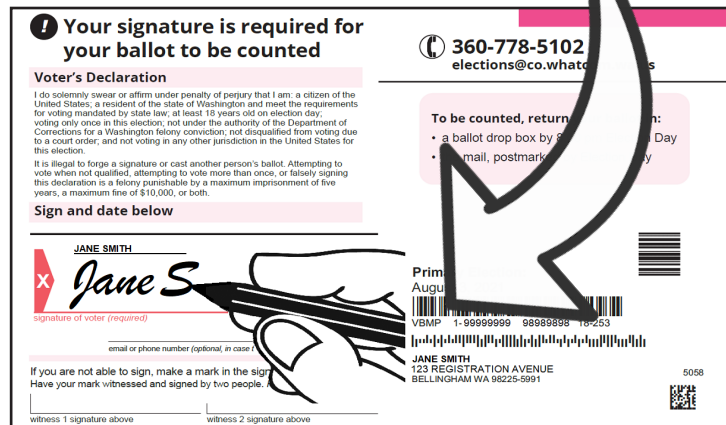 ! Your signature is required for
your ballot to be counted
Voter's Declaration
I do solemnly swear or affirm under penalty of perjury that I am: a citizen of the
United States; a resident of the state of Washington and meet the requirements
for voting mandated by state law; at least 18 years old on election day;
voting only once in this election; not under the authority of the Department of
Corrections for a Washington felony conviction; not disqualified from voting due
to a court order; and not voting in any other jurisdiction in the United States for
this election.
It is illegal to forge a signature or cast another person's ballot. Attempting to
vote when not qualified, attempting to vote more than once, or falsely signing
this declaration is a felony punishable by a maximum imprisonment of five
years, a maximum fine of $10,000, or both.
Sign and date below
JANE SMITH
X Jane S
signature of voter (required)
email or phone number (optional, in case
If you are not able to sign, make a mark in the
Have your mark witnessed and signed by two people.
witness 1 signature above
witness 2 signature above
360-778-5102
elections@co.what
To be counted, return
• a ballot drop box by Day
• mail,
VBMP 1-99999999 98989898 18-253
JANE SMITH
123 REGISTRATION AVENUE
BELLINGHAM WA 98225-5991
5058